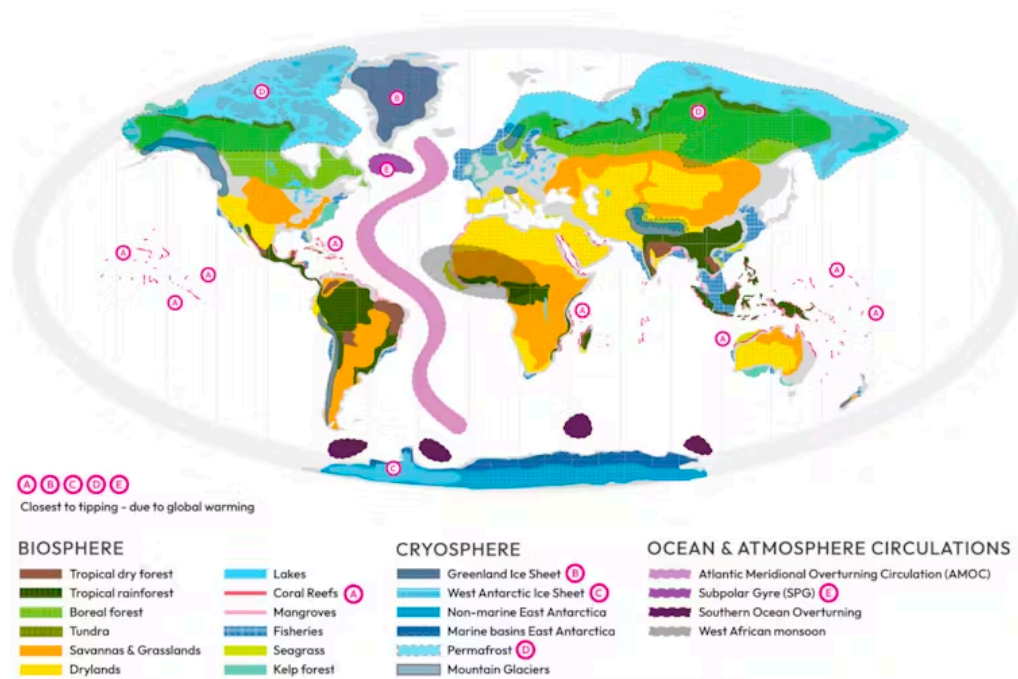 D
B
D
E
A
A
A
A
A
A
A
A
C
A B C D E
Closest to tipping - due to global warming
BIOSPHERE
Tropical dry forest
Tropical rainforest
Boreal forest
Tundra
Savannas & Grasslands
Drylands
Lakes
Coral Reefs A
Mangroves
Fisheries
Seagrass
Kelp forest
CRYOSPHERE
Greenland Ice Sheet B
West Antarctic Ice Sheet C
Non-marine East Antarctica
Marine basins East Antarctica
Permafrost D
Mountain Glaciers
OCEAN & ATMOSPHERE CIRCULATIONS
Atlantic Meridional Overturning Circulation (AMOC)
Subpolar Gyre (SPG) E
Southern Ocean Overturning
West African monsoon